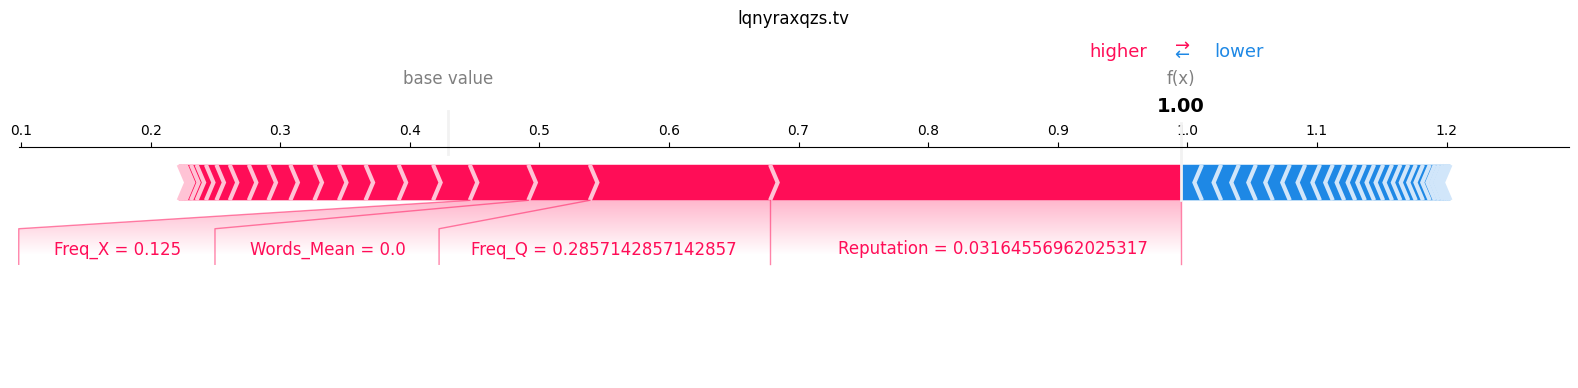 lqnyraxqzs.tv
higher → ← lower
base value f(x)
1.00
0.1 0.2 0.3 0.4 0.5 0.6 0.7 0.8 0.9 1.0 1.1 1.2
Freq_X = 0.125 Words_Mean = 0.0 Freq_Q = 0.2857142857142857 Reputation = 0.03164556962025317